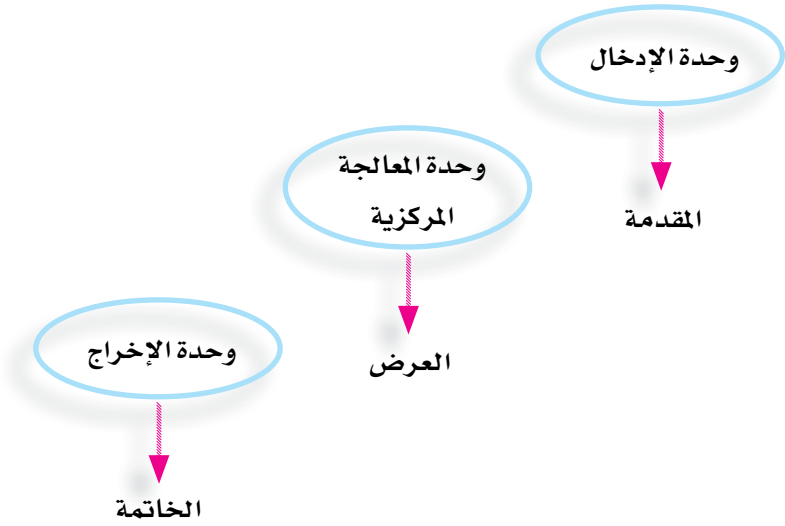 وحدة الإدخال
المقدمة
وحدة المعالجة
المركزية
العرض
وحدة الإخراج
الخاتمة